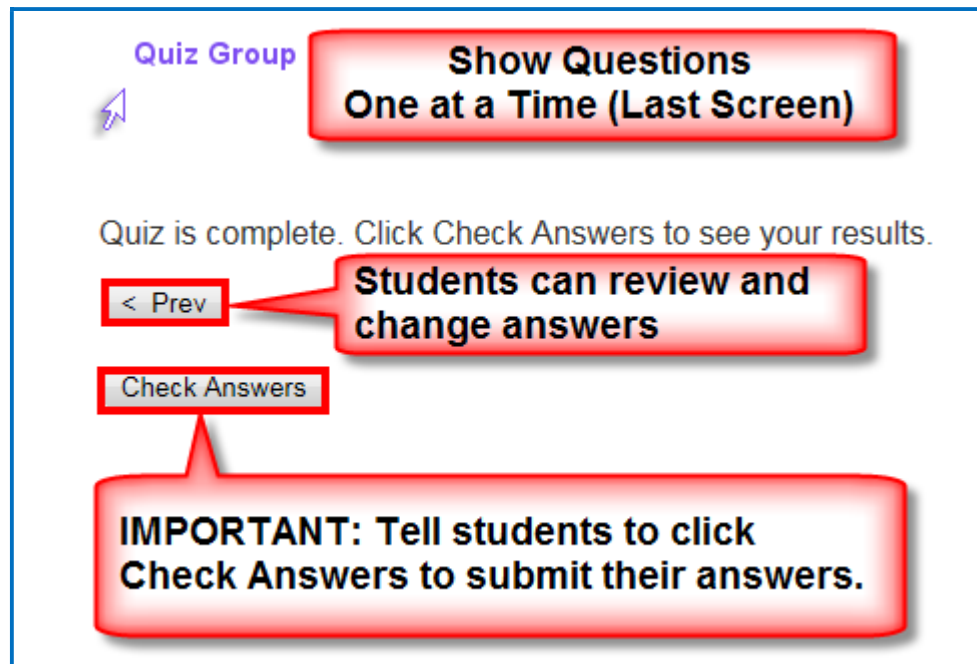 Quiz Group
Show Questions
One at a Time (Last Screen)
Quiz is complete. Click Check Answers to see your results.
< Prev
Students can review and
change answers
Check Answers
IMPORTANT: Tell students to click
Check Answers to submit their answers.